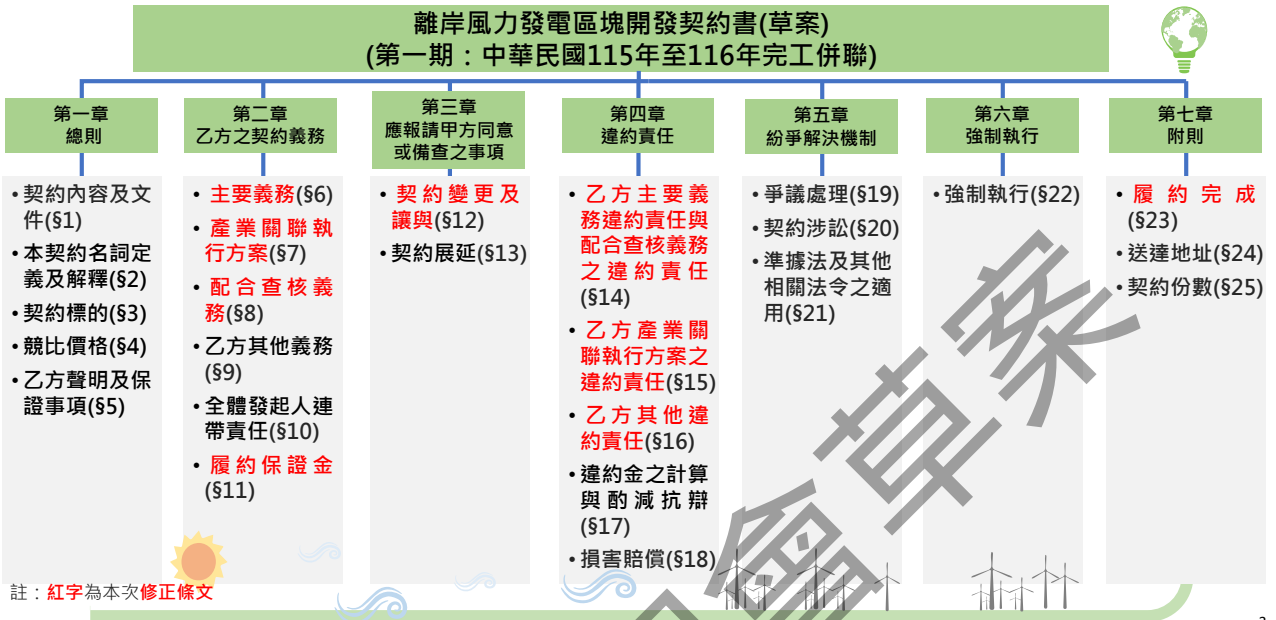 離岸風力發電區塊開發契約書(草案)
(第一期：中華民國115年至116年完工併聯)
第一章
總則
•契約內容及文
件(§1)
•本契約名詞定
義及解釋(§2)
•契約標的(§3)
•競比價格(§4)
•乙方聲明及保
證事項(§5)
第二章
乙方之契約義務
• 主要義務(§6)
• 產業關聯執
行方案(§7)
• 配合查核義
務(§8)
•乙方其他義務
(§9)
•全體發起人連
帶責任(§10)
• 履約保證金
(§11)
第三章
應報請甲方同意
或備查之事項
• 契約變更及
讓與(§12)
•契約展延(§13)
第四章
違約責任
• 乙方主要義
務違約責任與
配合查核義務
之違約責任
(§14)
• 乙方產業關
聯執行方案之
違約責任(§15)
• 乙方其他違
約責任(§16)
•違約金之計算
與酌減抗辯
(§17)
•損害賠償(§18)
第五章
紛爭解決機制
•爭議處理(§19)
•契約涉訟(§20)
•準據法及其他
相關法令之適
用(§21)
第六章
強制執行
•強制執行(§22)
第七章
附則
• 履約完成
(§23)
•送達地址(§24)
•契約份數(§25)
註：紅字為本次修正條文
會草案